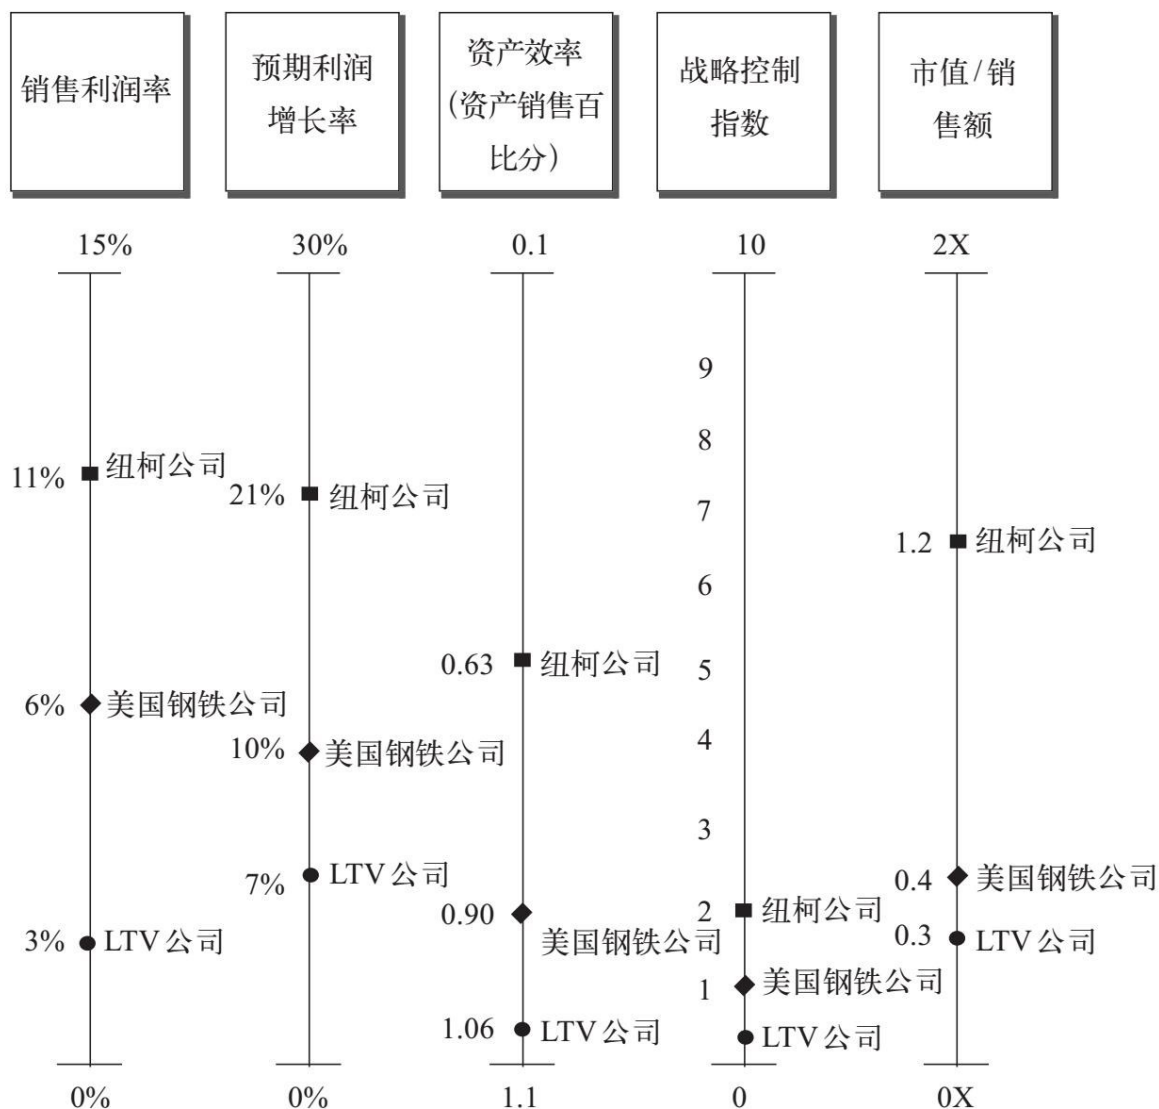 销售利润率
预期利润
增长率
资产效率
(资产销售百
比分)
战略控制
指数
市值/销
售额
15%
11%
纽柯公司
6%
美国钢铁公司
3%
LTV公司
0%
30%
21%
纽柯公司
10%
美国钢铁公司
7%
LTV公司
0%
0.1
0.63
纽柯公司
0.90
美国钢铁公司
1.06
LTV公司
1.1
10
9
8
7
6
5
4
3
2
纽柯公司
1
美国钢铁公司
LTV公司
0
2X
1.2
纽柯公司
0.4
美国钢铁公司
0.3
LTV公司
0X